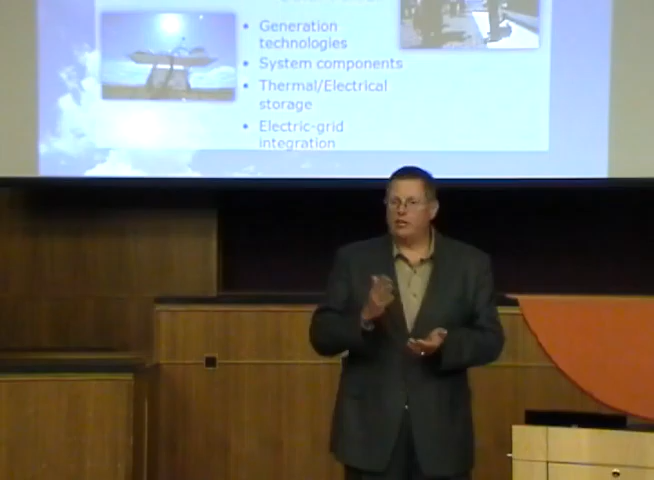 • Generation
technologies
• System components
• Thermal/Electrical
storage
• Electric-grid
integration